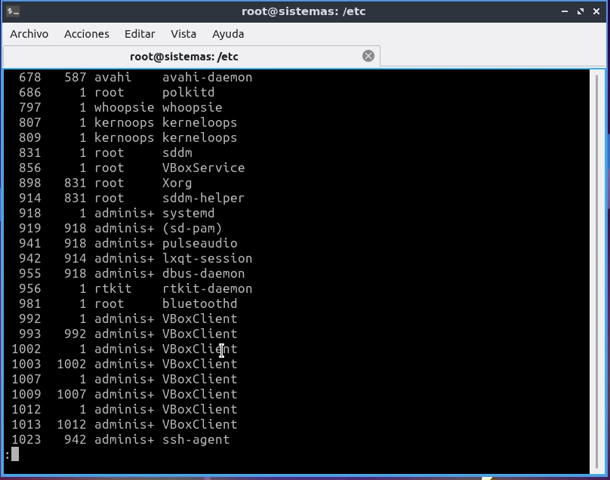 root@sistemas: /etc
Archivo Acciones Editar Vista Ayuda
root@sistemas: /etc
678 587 avahi avahi-daemon
686 1 root polkitd
797 1 whoopsie whoopsie
807 1 kernoops kerneloops
809 1 kernoops kerneloops
831 1 root sddm
856 1 root VBoxService
898 831 root Xorg
914 831 root sddm-helper
918 1 adminis+ systemd
919 918 adminis+ (sd-pam)
941 918 adminis+ pulseaudio
942 914 adminis+ lxqt-session
955 918 adminis+ dbus-daemon
956 1 rtkit rtkit-daemon
981 1 root bluetoothd
992 1 adminis+ VBoxClient
993 992 adminis+ VBoxClient
1002 1 adminis+ VBoxClient
1003 1002 adminis+ VBoxClient
1007 1 adminis+ VBoxClient
1009 1007 adminis+ VBoxClient
1012 1 adminis+ VBoxClient
1013 1012 adminis+ VBoxClient
1023 942 adminis+ ssh-agent
: